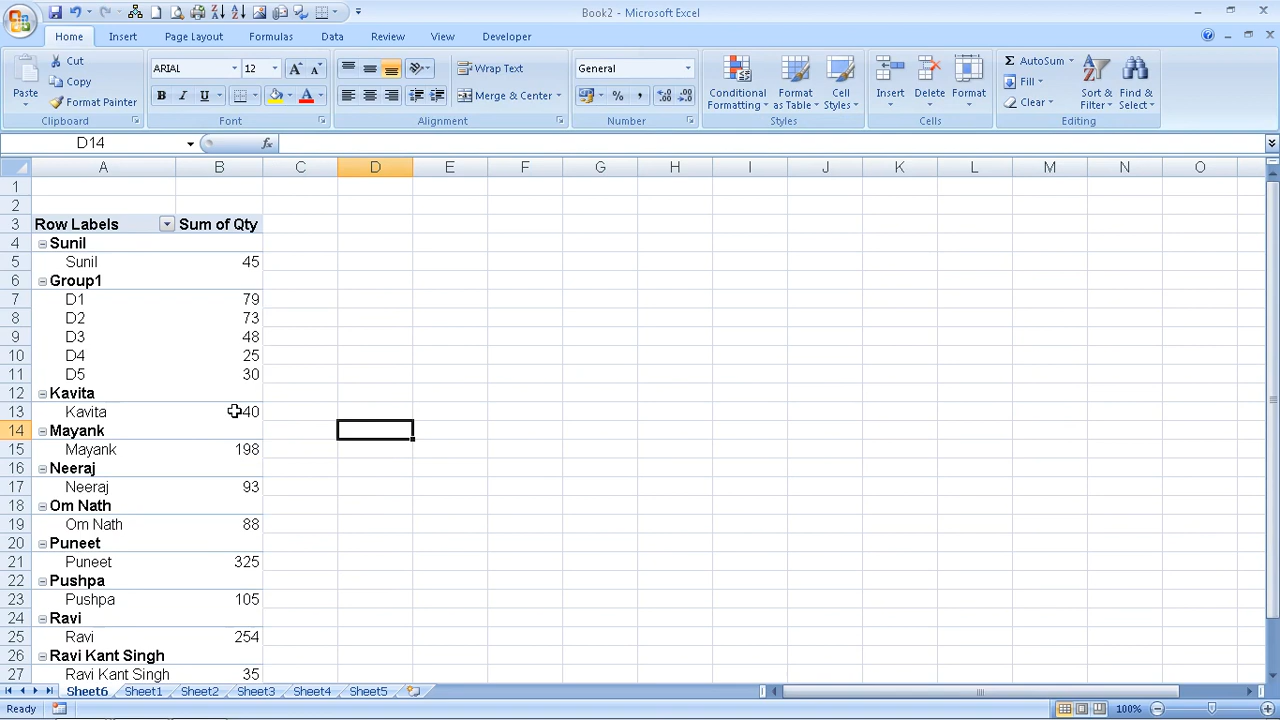 Book2 - Microsoft Excel
Home Insert Page Layout Formulas Data Review View Developer
Paste
Cut
Copy
Format Painter
Clipboard
ARIAL 12
B I U A
Font
Wrap Text
Merge & Center
Alignment
General
% ,
Number
Conditional Formatting
Format as Table
Cell Styles
Styles
Insert Delete Format
Cells
Σ AutoSum
Fill
Clear
Sort & Filter
Find & Select
Editing
D14 fx
A B C D E F G H I J K L M N O
1
2
3 Row Labels Sum of Qty
4 Sunil
5 Sunil 45
6 Group1
7 D1 79
8 D2 73
9 D3 48
10 D4 25
11 D5 30
12 Kavita
13 Kavita 40
14 Mayank
15 Mayank 198
16 Neeraj
17 Neeraj 93
18 Om Nath
19 Om Nath 88
20 Puneet
21 Puneet 325
22 Pushpa
23 Pushpa 105
24 Ravi
25 Ravi 254
26 Ravi Kant Singh
27 Ravi Kant Singh 35
Sheet6 Sheet1 Sheet2 Sheet3 Sheet4 Sheet5
Ready 100%